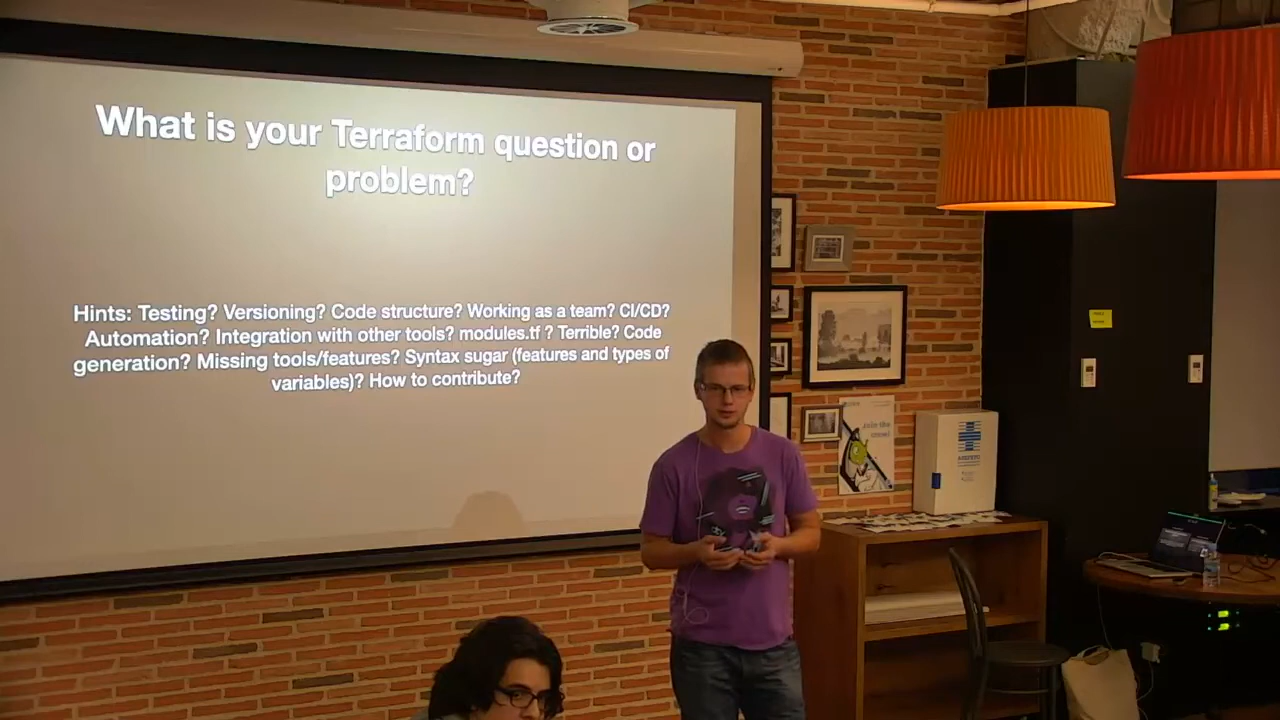 What is your Terraform question or
problem?
Hints: Testing? Versioning? Code structure? Working as a team? CI/CD?
Automation? Integration with other tools? modules.tf ? Terrible? Code
generation? Missing tools/features? Syntax sugar (features and types of
variables)? How to contribute?
Join the